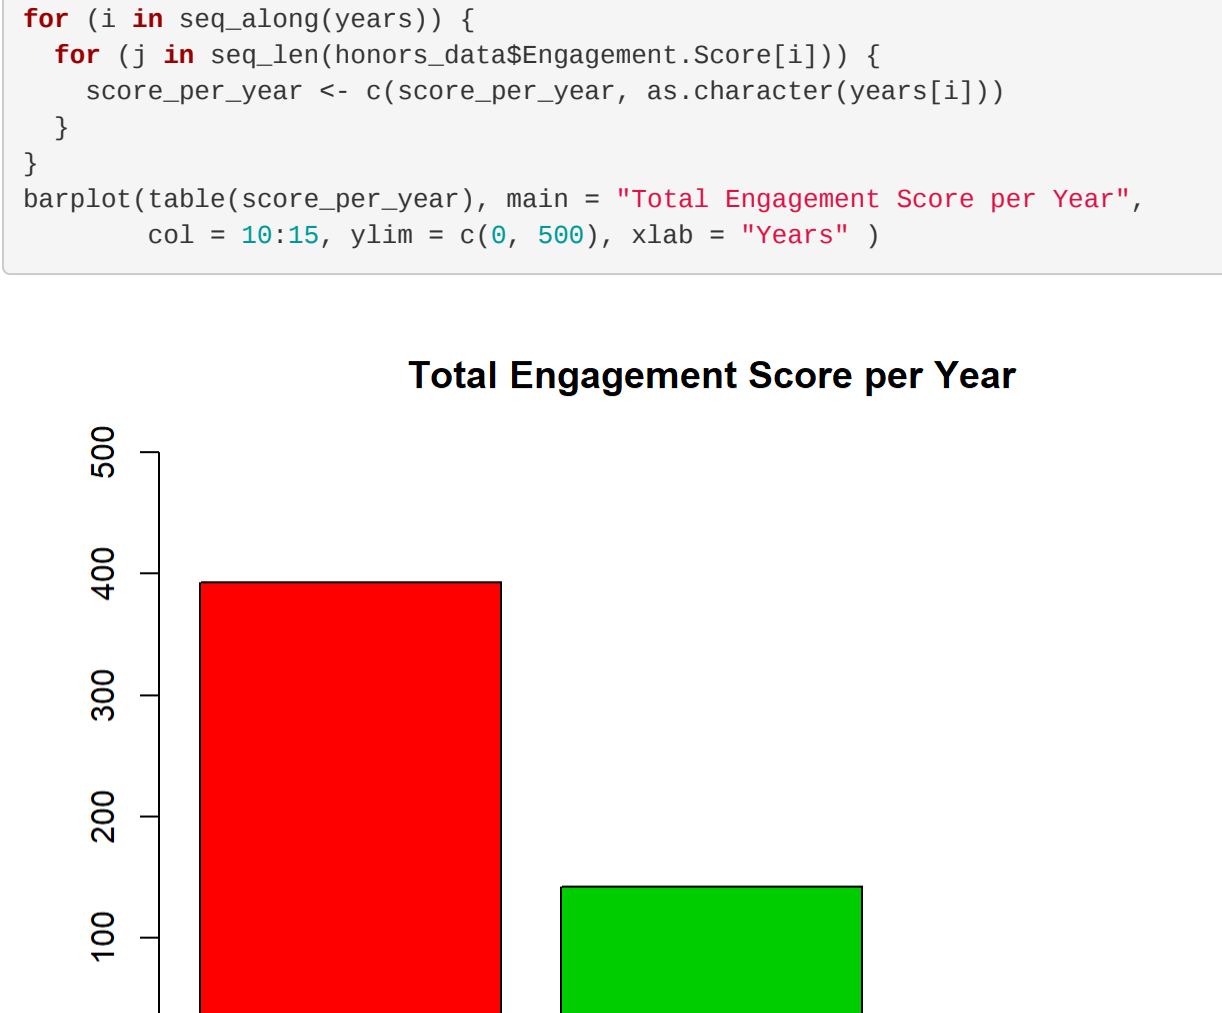 for (i in seq_along(years)) {
  for (j in seq_len(honors_data$Engagement.Score[i])) {
    score_per_year <- c(score_per_year, as.character(years[i]))
  }
}
barplot(table(score_per_year), main = "Total Engagement Score per Year",
        col = 10:15, ylim = c(0, 500), xlab = "Years" )
Total Engagement Score per Year
500
400
300
200
100